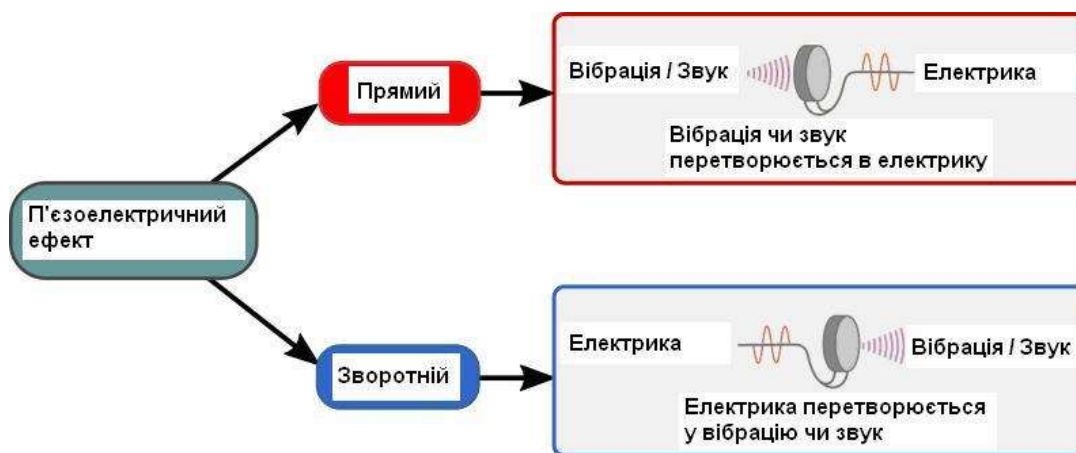 Прямий
Вібрація / Звук
Електрика
Вібрація чи звук
перетворюється в електрику
П'єзоелектричний
ефект
Зворотній
Електрика
Вібрація / Звук
Електрика перетворюється
у вібрацію чи звук